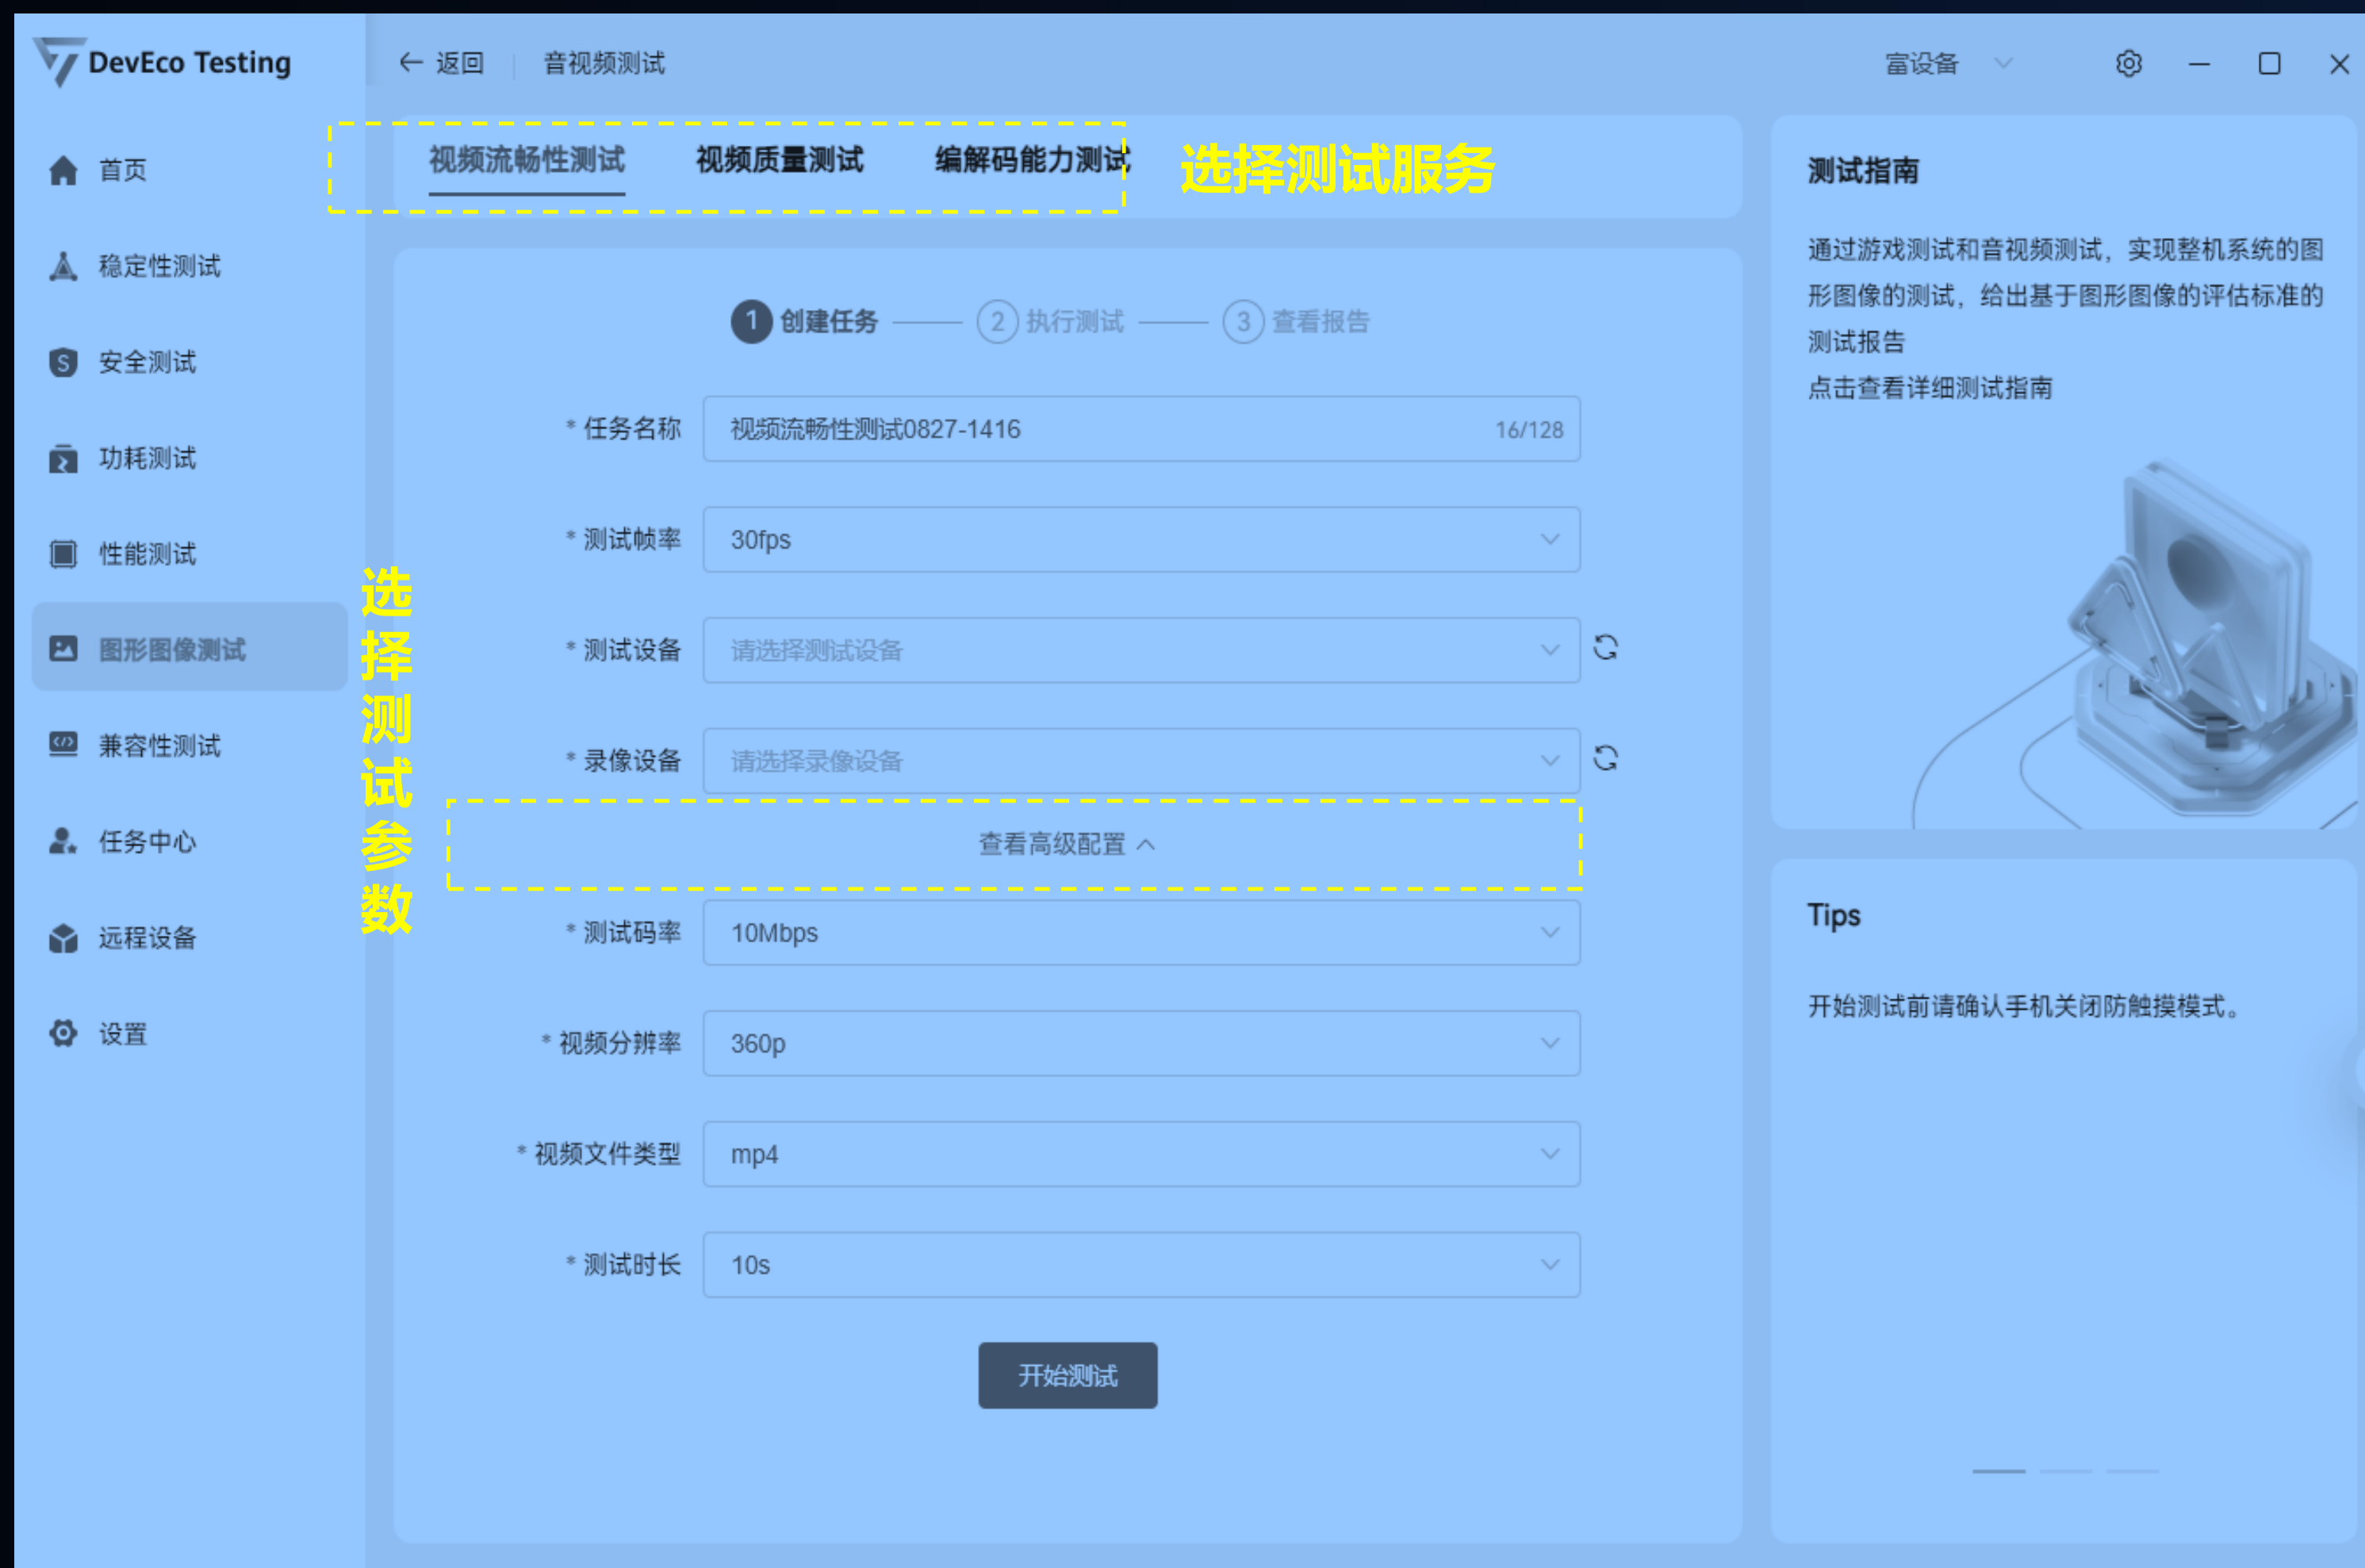 DevEco Testing
返回
音视频测试
富设备
首页
稳定性测试
安全测试
功耗测试
性能测试
图形图像测试
兼容性测试
任务中心
远程设备
设置
视频流畅性测试
视频质量测试
编解码能力测试
选择测试服务
选择测试参数
1 创建任务
2 执行测试
3 查看报告
* 任务名称
视频流畅性测试0827-1416
16/128
* 测试帧率
30fps
* 测试设备
请选择测试设备
* 录像设备
请选择录像设备
查看高级配置
* 测试码率
10Mbps
* 视频分辨率
360p
* 视频文件类型
mp4
* 测试时长
10s
开始测试
测试指南
通过游戏测试和音视频测试，实现整机系统的图
形图像的测试，给出基于图形图像的评估标准的
测试报告
点击查看详细测试指南
Tips
开始测试前请确认手机关闭防触摸模式。